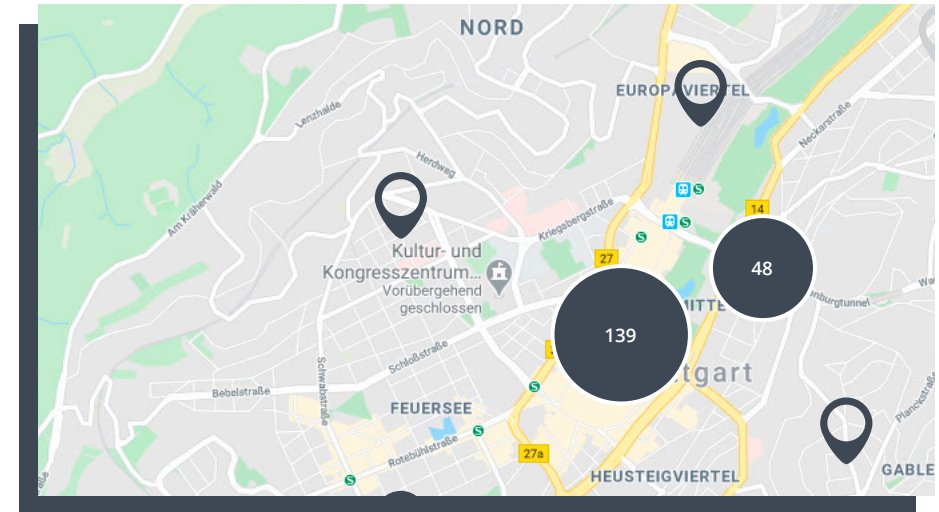 NORD
EUROPAVIERTEL
Lenzhalde
Neckarstraße
Herdweg
Am Kräherwald
Kriegsbergstraße
S
S
S
14
Kultur- und
Kongresszentrum...
Vorübergehend
geschlossen
27
48
MITTE
139
Schloßstraße
Bebelstraße
Schwabstraße
S
Planckstraße
FEUERSEE
S
Rotebühlstraße
27a
S
HEUSTEIGVIERTEL